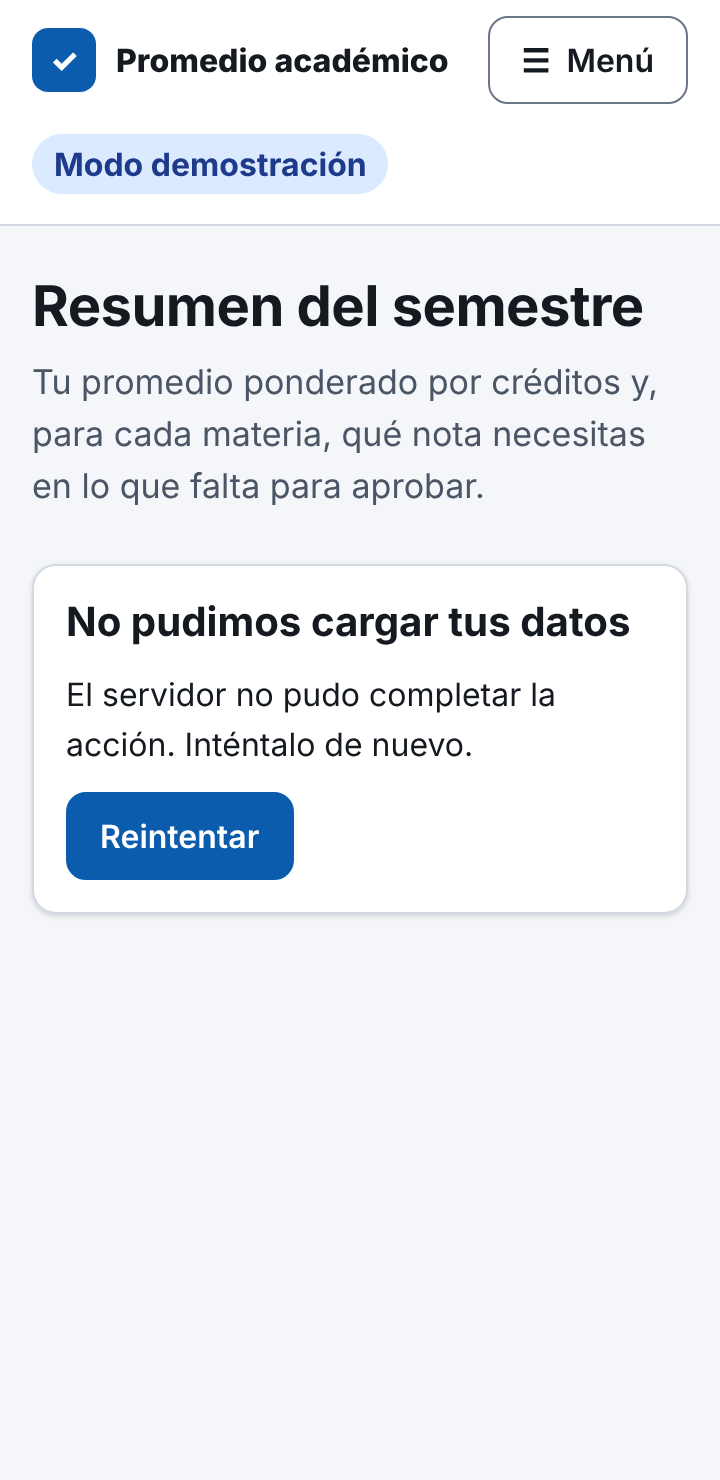 Promedio académico
Menú
Modo demostración
Resumen del semestre
Tu promedio ponderado por créditos y,
para cada materia, qué nota necesitas
en lo que falta para aprobar.
No pudimos cargar tus datos
El servidor no pudo completar la
acción. Inténtalo de nuevo.
Reintentar